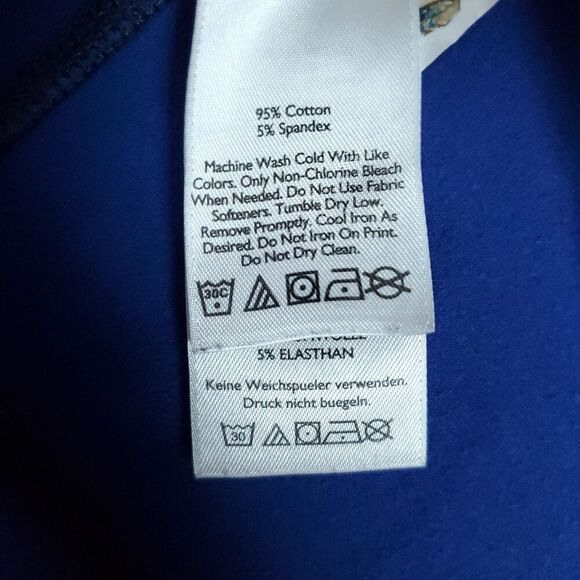 95% Cotton
5% Spandex
Machine Wash Cold With Like
Colors. Only Non-Chlorine Bleach
When Needed. Do Not Use Fabric
Softeners. Tumble Dry Low.
Remove Promptly. Cool Iron As
Desired. Do Not Iron On Print.
Do Not Dry Clean.
30C
5% ELASTHAN
Keine Weichspueler verwenden.
Druck nicht buegeln.
30